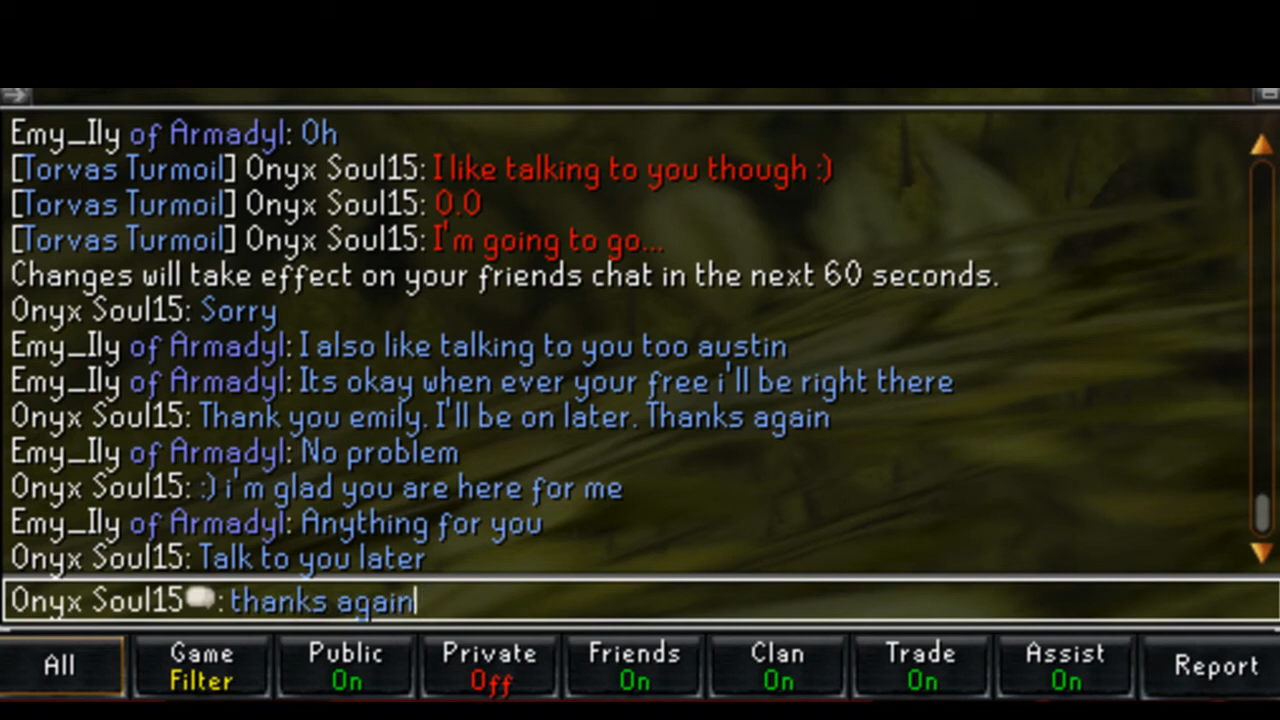 Emy_Ily of Armadyl: Oh
[Torvas Turmoil] Onyx Soul15: I like talking to you though :)
[Torvas Turmoil] Onyx Soul15: 0.0
[Torvas Turmoil] Onyx Soul15: I'm going to go...
Changes will take effect on your friends chat in the next 60 seconds.
Onyx Soul15: Sorry
Emy_Ily of Armadyl: I also like talking to you too austin
Emy_Ily of Armadyl: Its okay when ever your free i'll be right there
Onyx Soul15: Thank you emily. I'll be on later. Thanks again
Emy_Ily of Armadyl: No problem
Onyx Soul15: :) i'm glad you are here for me
Emy_Ily of Armadyl: Anything for you
Onyx Soul15: Talk to you later
Onyx Soul15: thanks again
All Game Public Private Friends Clan Trade Assist Report
Filter On Off On On On On